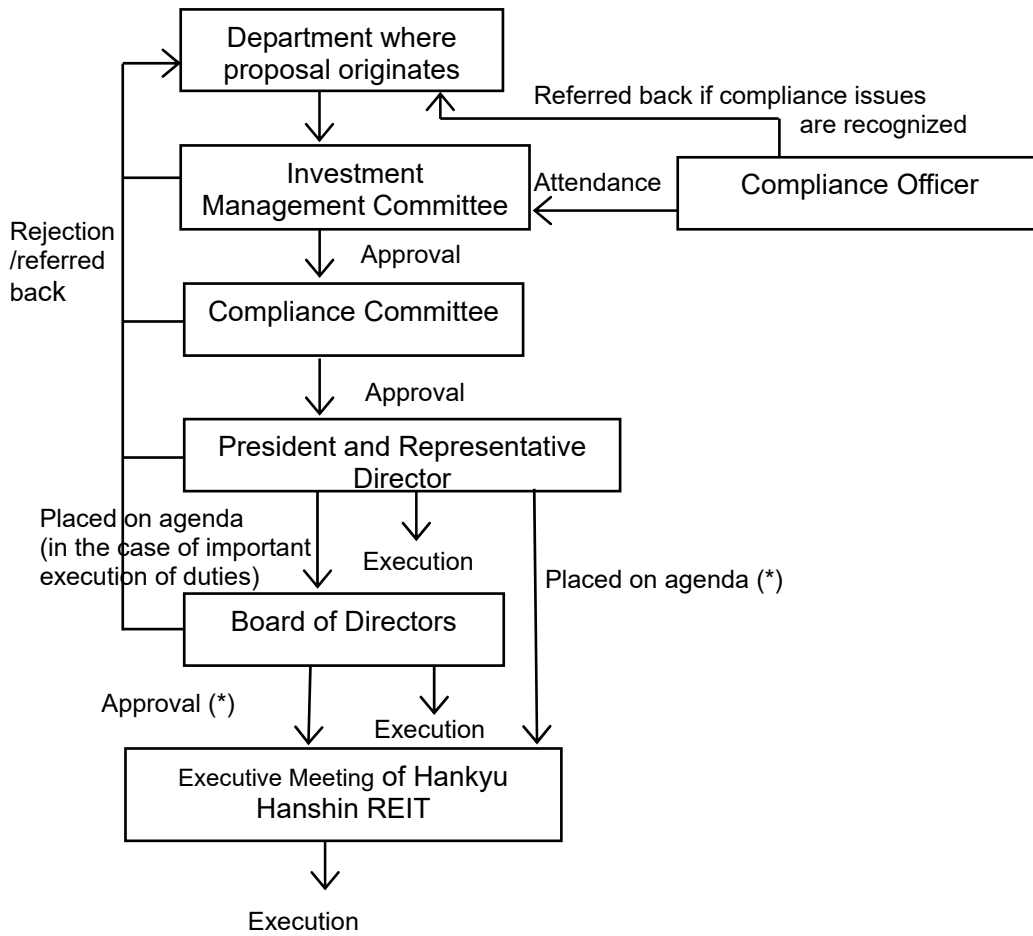 Department where
proposal originates
Referred back if compliance issues
are recognized
Investment
Management Committee
Attendance
Compliance Officer
Rejection
/referred
back
Approval
Compliance Committee
Approval
President and Representative
Director
Placed on agenda
(in the case of important
execution of duties)
Execution
Placed on agenda (*)
Board of Directors
Approval (*)
Execution
Executive Meeting of Hankyu
Hanshin REIT
Execution